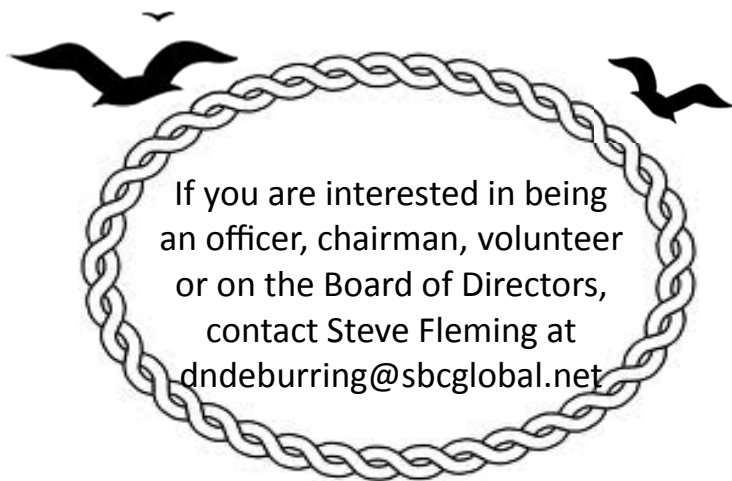 If you are interested in being
an officer, chairman, volunteer
or on the Board of Directors,
contact Steve Fleming at
dndeburring@sbcglobal.net